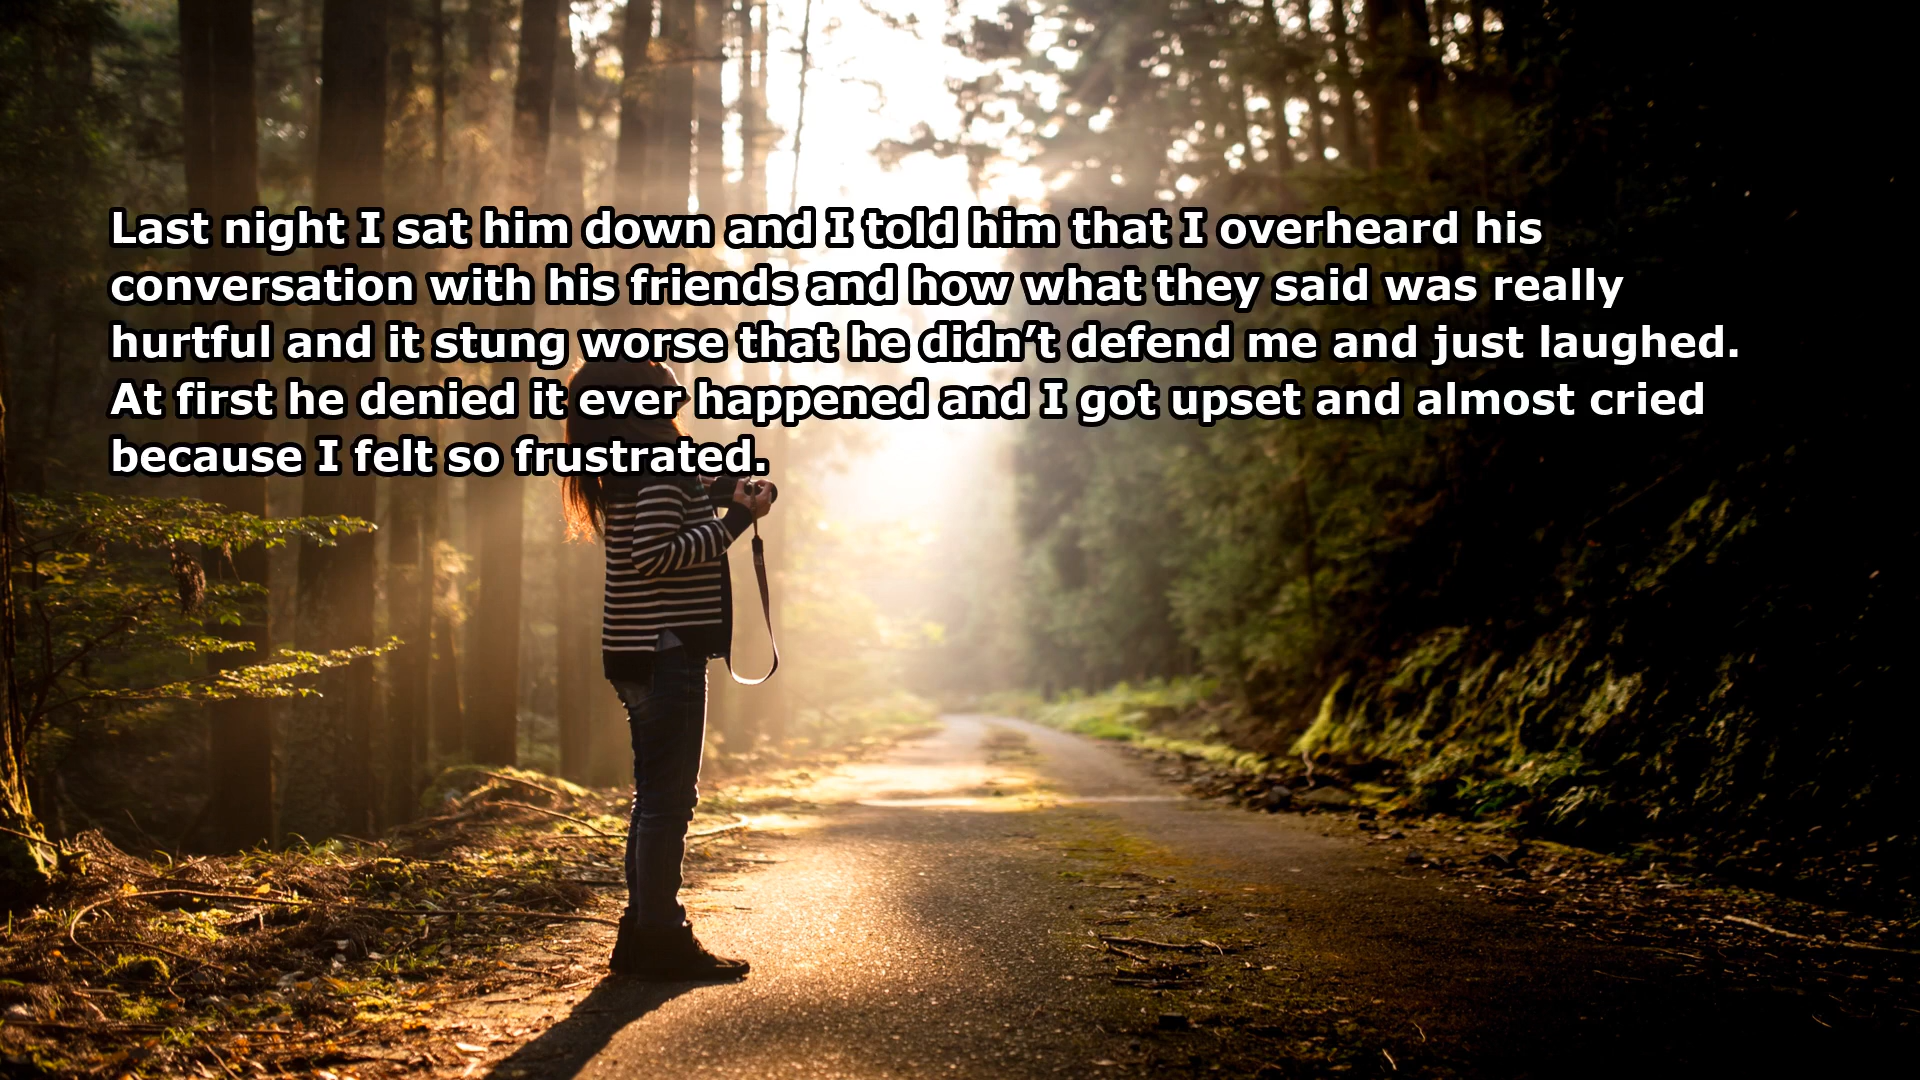 Last night I sat him down and I told him that I overheard his
conversation with his friends and how what they said was really
hurtful and it stung worse that he didn’t defend me and just laughed.
At first he denied it ever happened and I got upset and almost cried
because I felt so frustrated.